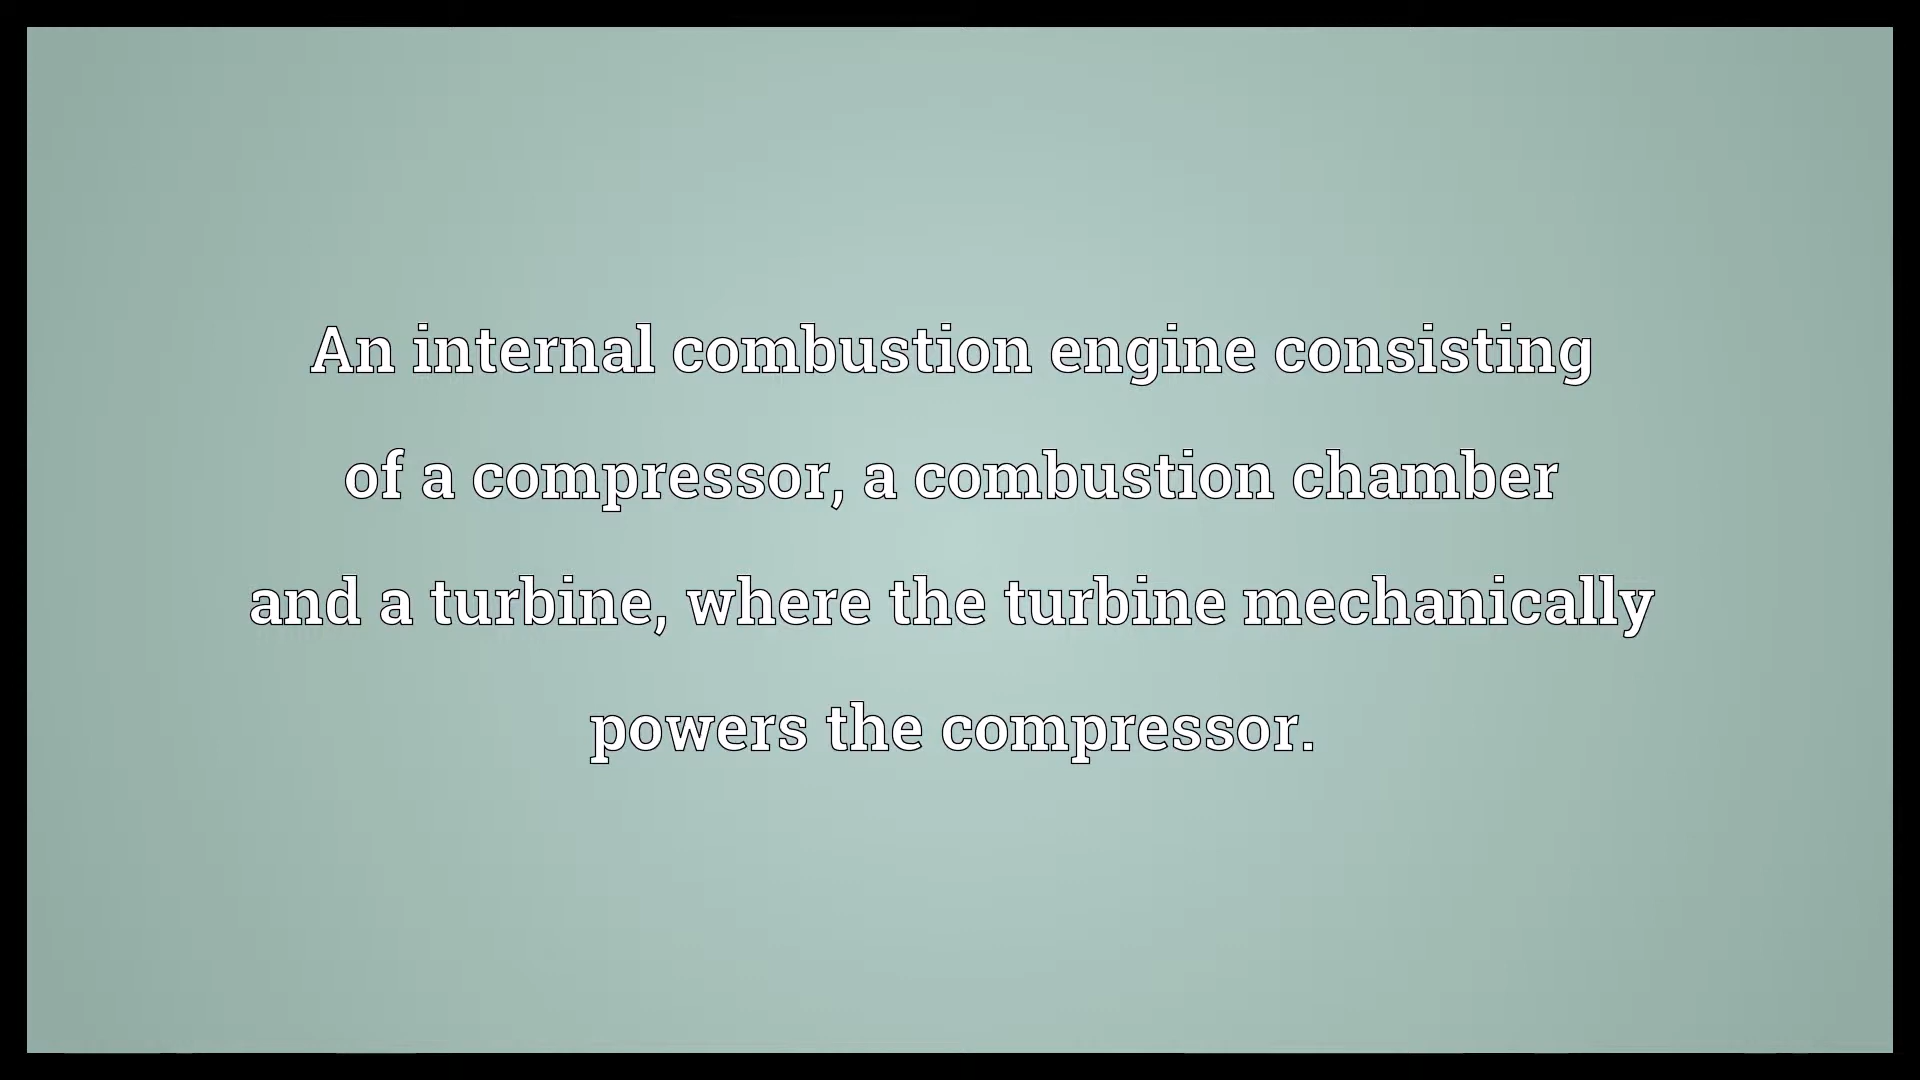 An internal combustion engine consisting
of a compressor, a combustion chamber
and a turbine, where the turbine mechanically
powers the compressor.